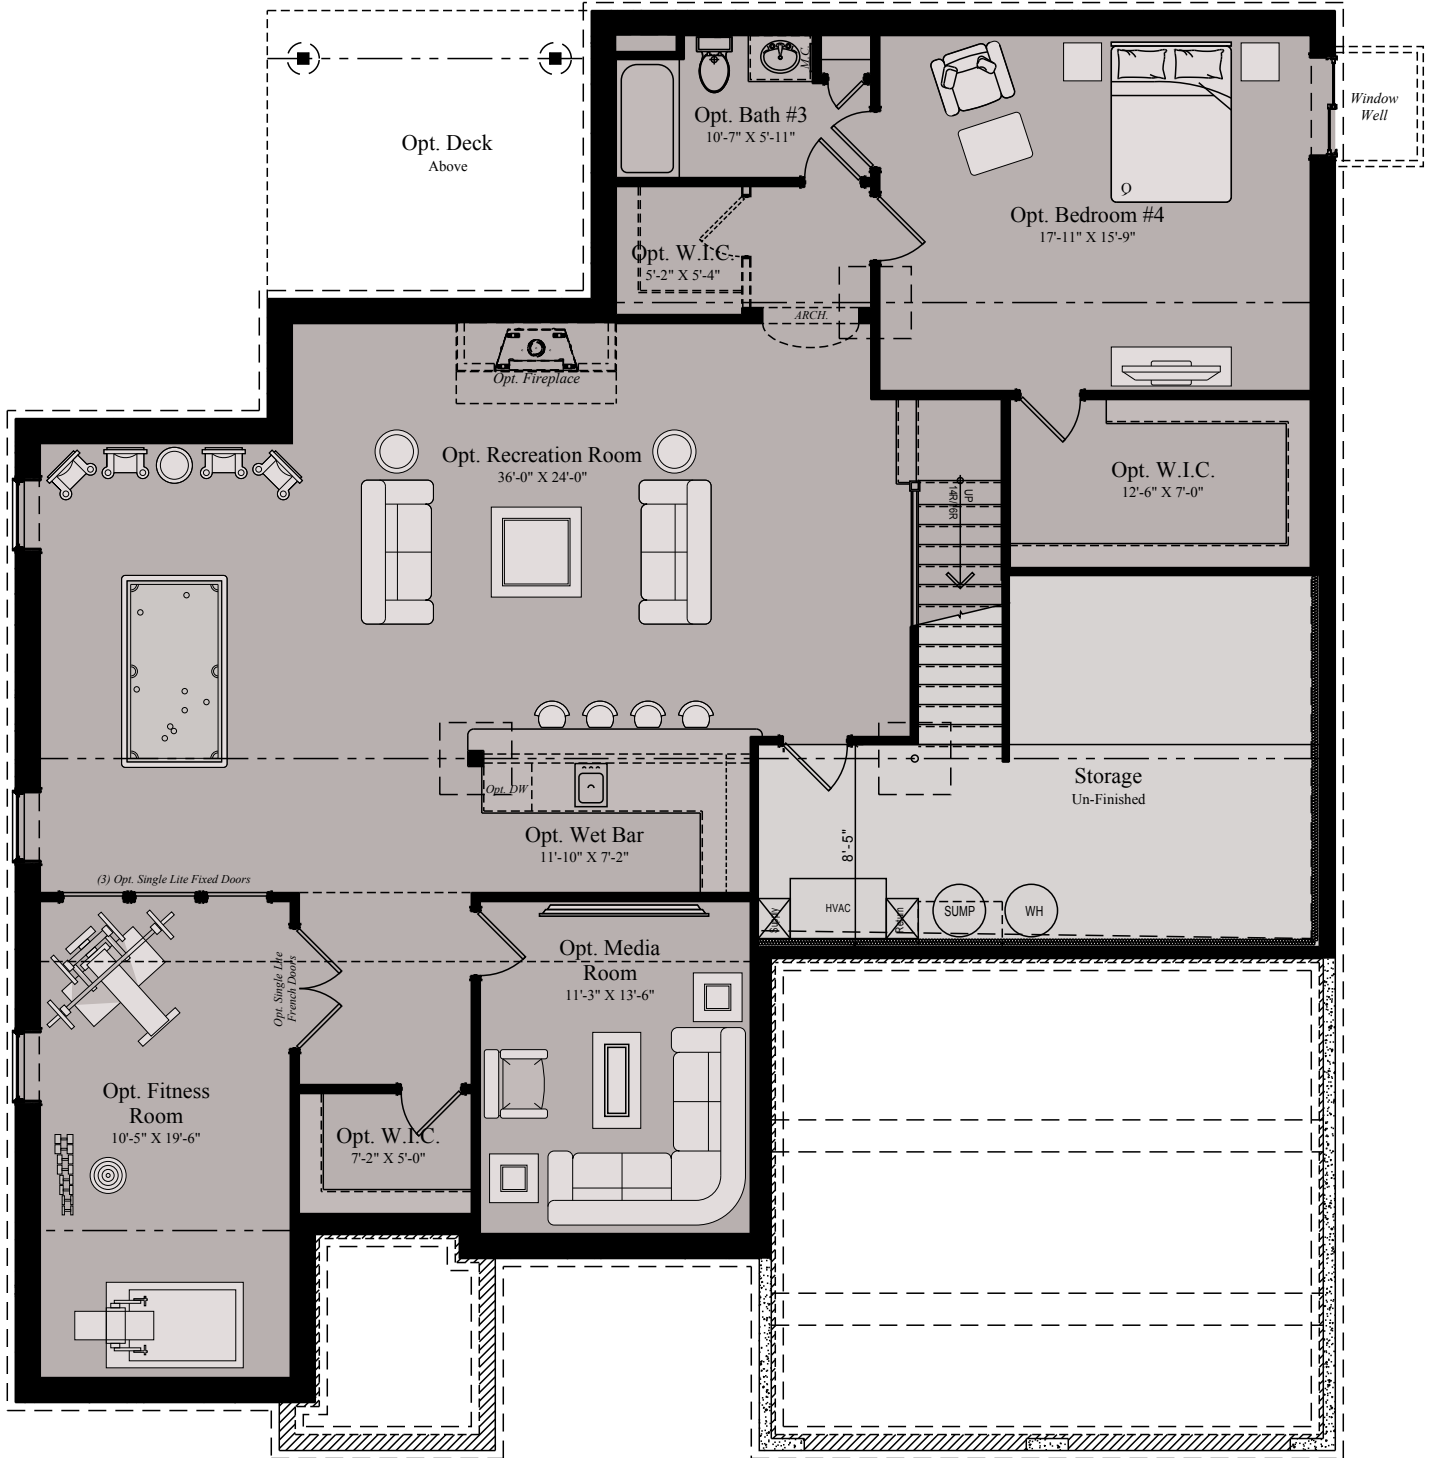 Opt. Deck
Above
Opt. Bath #3
10'-7" X 5'-11"
M.C.
Window
Well
Opt. Bedroom #4
17'-11" X 15'-9"
Opt. W.I.C.
5'-2" X 5'-4"
ARCH.
Opt. Fireplace
Opt. Recreation Room
36'-0" X 24'-0"
Opt. W.I.C.
12'-6" X 7'-0"
UP
Storage
Un-Finished
Opt. DW
Opt. Wet Bar
11'-10" X 7'-2"
8'-5"
(3) Opt. Single Lite Fixed Doors
HVAC
Return
SUMP
WH
Opt. Single Lite
French Doors
Opt. Media
Room
11'-3" X 13'-6"
Opt. Fitness
Room
10'-5" X 19'-6"
Opt. W.I.C.
7'-2" X 5'-0"